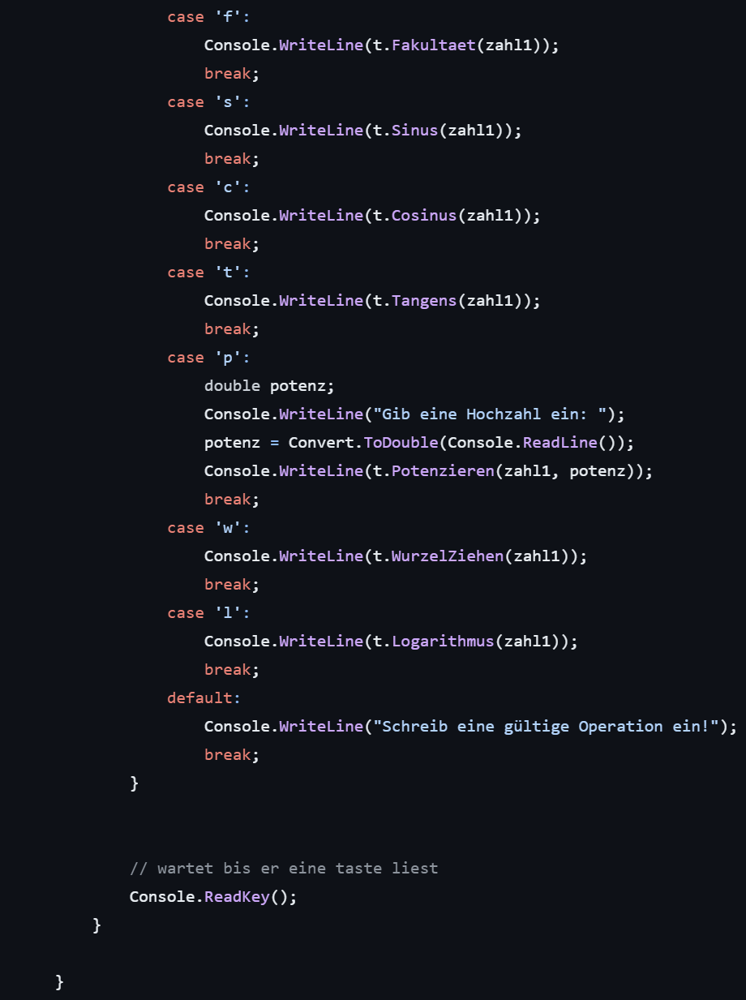 case 'f':
Console.WriteLine(t.Fakultaet(zahl1));
break;
case 's':
Console.WriteLine(t.Sinus(zahl1));
break;
case 'c':
Console.WriteLine(t.Cosinus(zahl1));
break;
case 't':
Console.WriteLine(t.Tangens(zahl1));
break;
case 'p':
double potenz;
Console.WriteLine("Gib eine Hochzahl ein: ");
potenz = Convert.ToDouble(Console.ReadLine());
Console.WriteLine(t.Potenzieren(zahl1, potenz));
break;
case 'w':
Console.WriteLine(t.WurzelZiehen(zahl1));
break;
case 'l':
Console.WriteLine(t.Logarithmus(zahl1));
break;
default:
Console.WriteLine("Schreib eine gültige Operation ein!");
break;
}
// wartet bis er eine taste liest
Console.ReadKey();
}
}